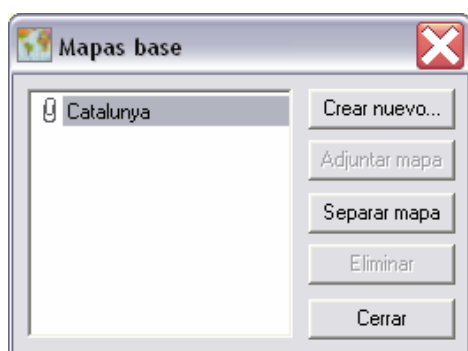 Mapas base
Catalunya
Crear nuevo...
Adjuntar mapa
Separar mapa
Eliminar
Cerrar